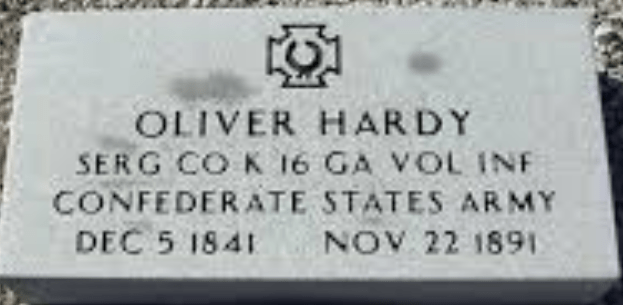 OLIVER HARDY
SERG CO K 16 GA VOL INF
CONFEDERATE STATES ARMY
DEC 5 1841 NOV 22 1891